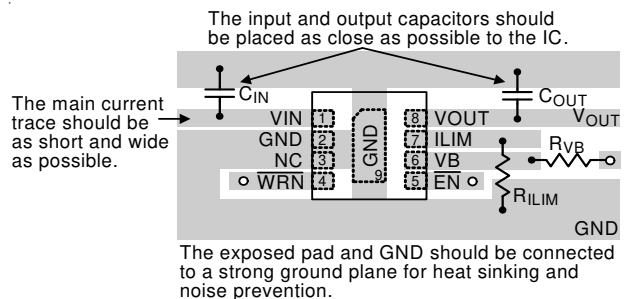 The input and output capacitors should
be placed as close as possible to the IC.
CIN
COUT
The main current
trace should be
as short and wide
as possible.
VIN 1 8 VOUT
VOUT
GND 2 7 ILIM
NC 3 6 VB
WRN 4 5 EN
GND
9
RVB
RILIM
GND
The exposed pad and GND should be connected
to a strong ground plane for heat sinking and
noise prevention.